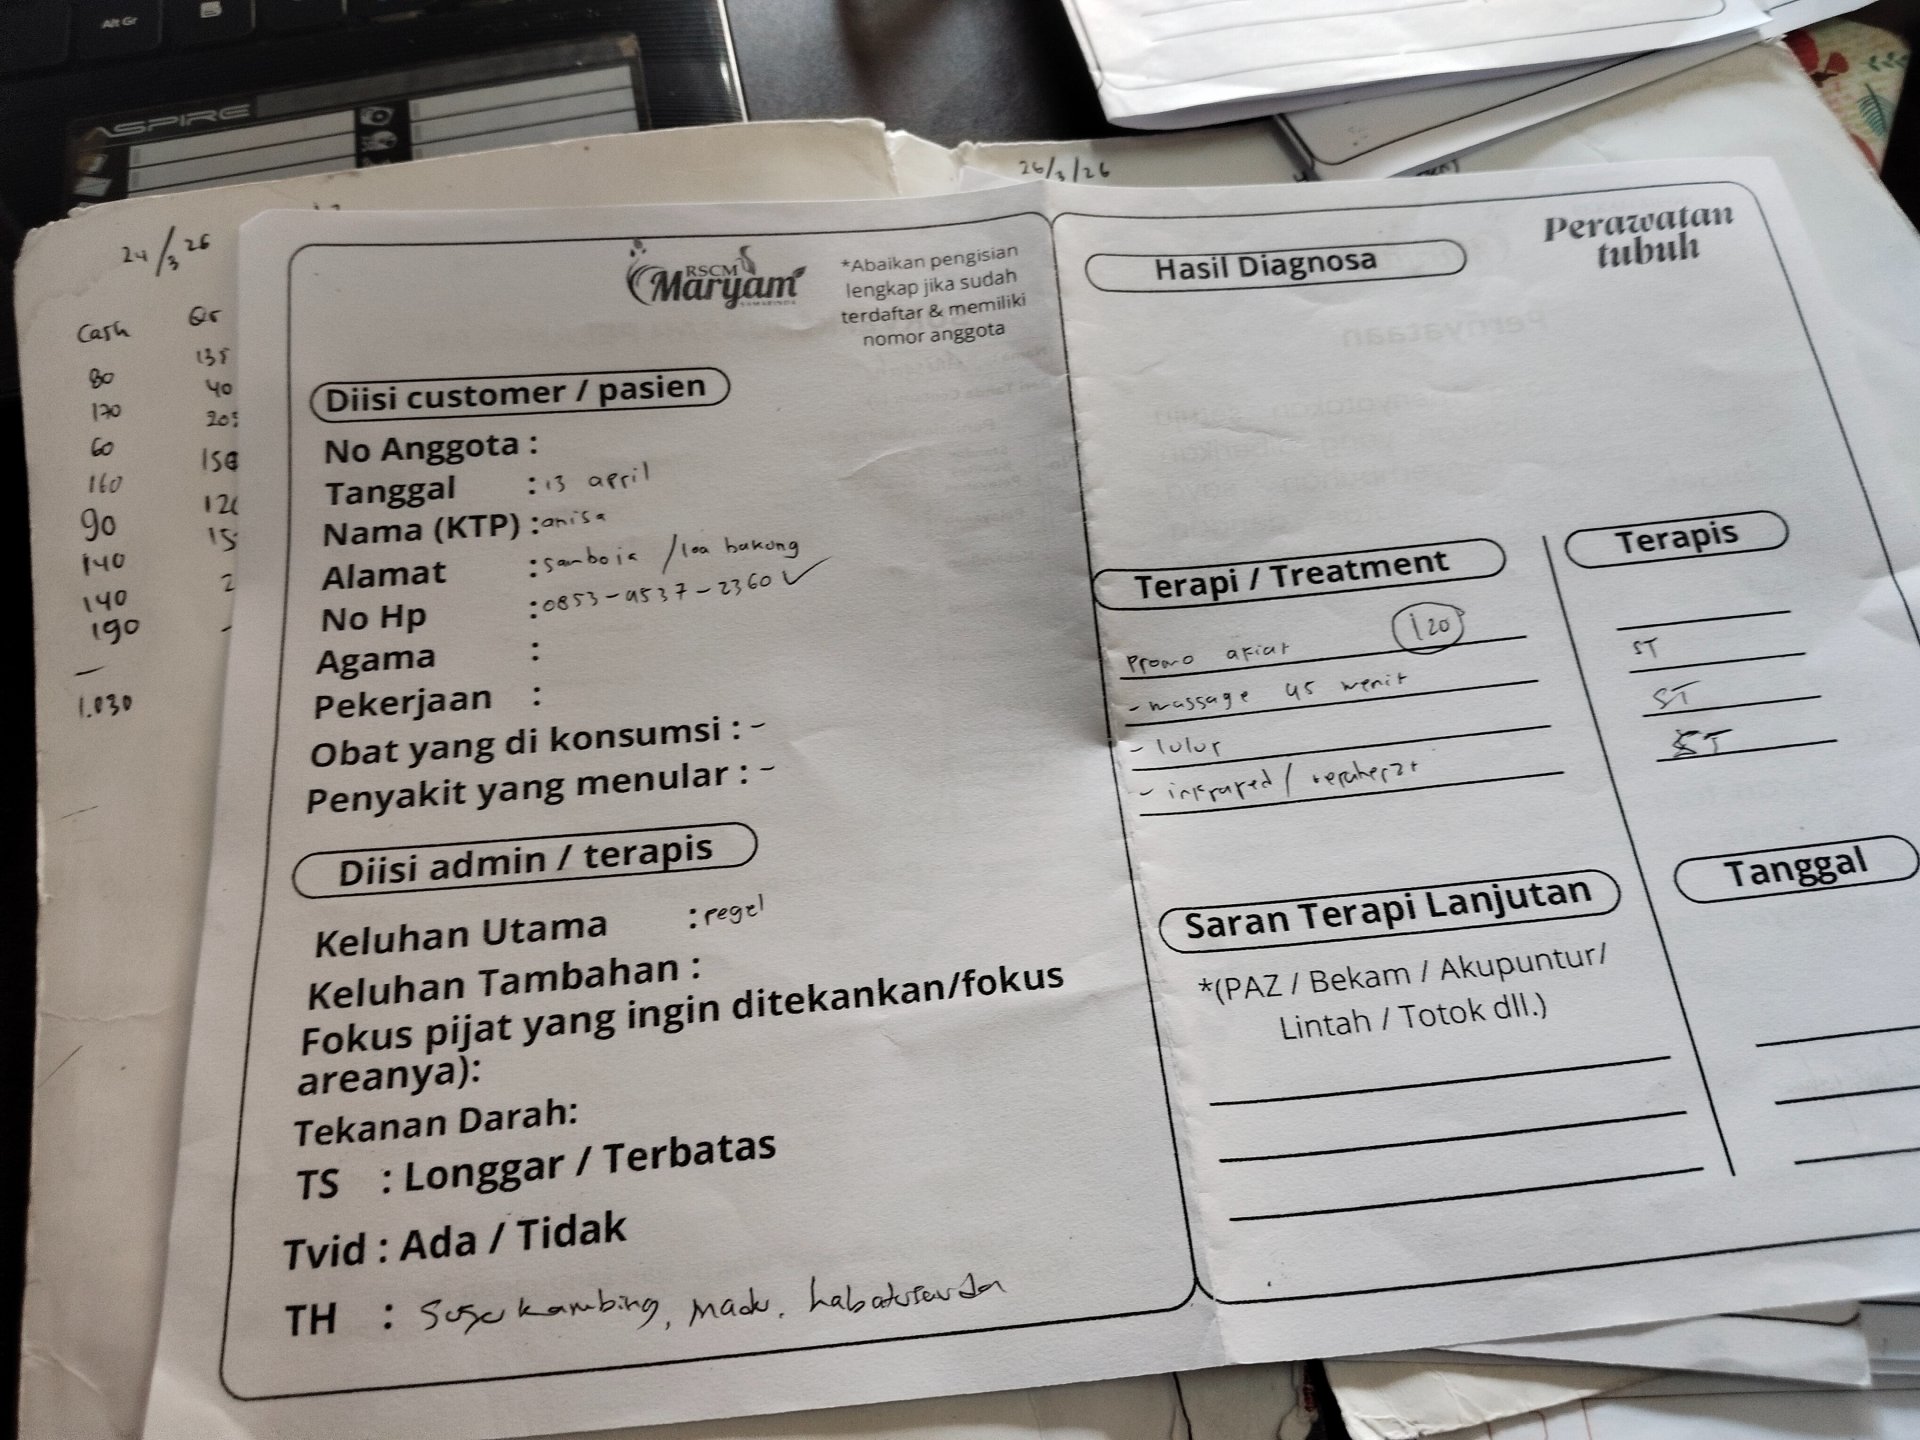 Alt Gr
ASPIRE
24/3 26
Cash
80
170
60
160
90
140
140
190
1.030
135
40
26/3/26
RSCM
Maryam
SAMARINDA
*Abaikan pengisian
lengkap jika sudah
terdaftar & memiliki
nomor anggota
Diisi customer / pasien
No Anggota :
Tanggal : 13 april
Nama (KTP) : anisa
Alamat : samboja / loa bakung
No Hp : 0853-9537-2360 ✓
Agama :
Pekerjaan :
Obat yang di konsumsi : -
Penyakit yang menular : -
Diisi admin / terapis
Keluhan Utama : pegel
Keluhan Tambahan :
Fokus pijat yang ingin ditekankan/fokus
areanya):
Tekanan Darah:
TS : Longgar / Terbatas
Tvid : Ada / Tidak
TH : Susu kambing, madu, habatusauda
Perawatan
tubuh
Hasil Diagnosa
Terapi / Treatment
Terapis
Promo 120
- massage 45 menit ST
- lulur ST
- infrared / ST
Saran Terapi Lanjutan
Tanggal
*(PAZ / Bekam / Akupuntur/
Lintah / Totok dll.)